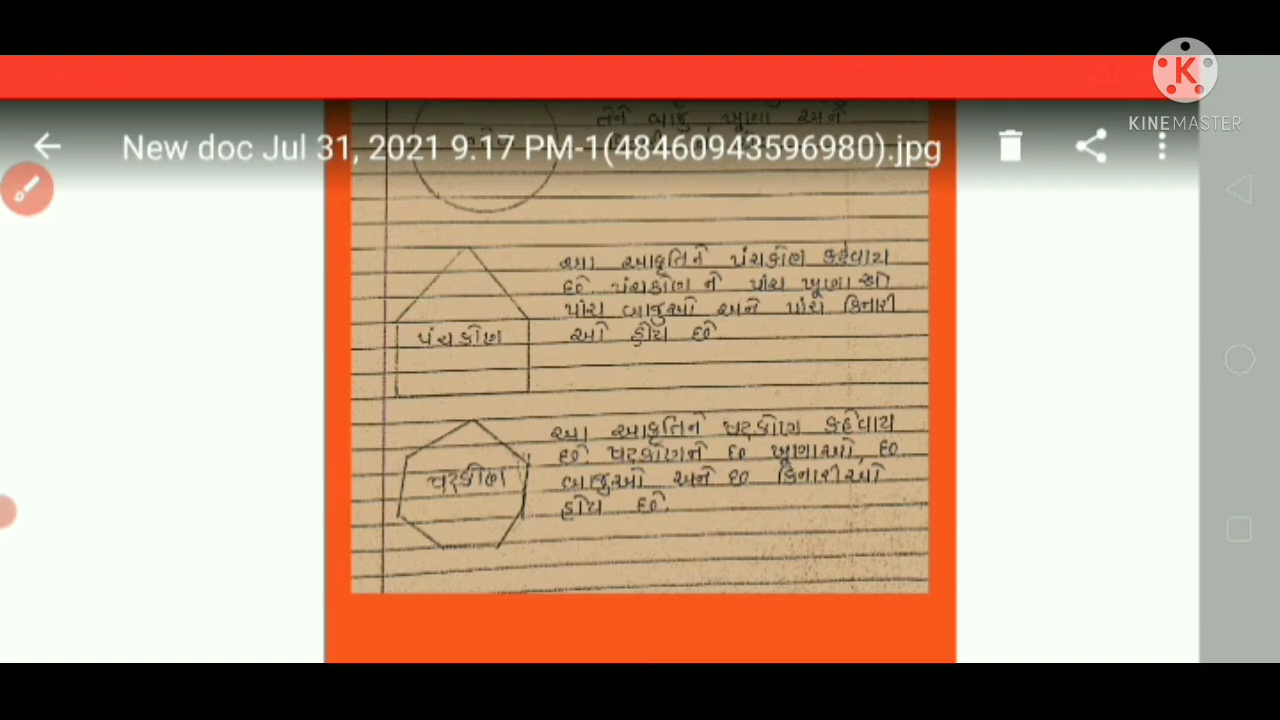 KINEMASTER
તેને બાજુ ખૂણા અને
New doc Jul 31, 2021 9.17 PM-1(48460943596980).jpg
આ આકૃતિને પંચકોણ કહેવાય
છે પંચકોણ ને પાંચ ખૂણા ઓ
પાંચ બાજુઓ અને પાંચ કિનારી
પંચકોણ
ઓ હોય છે
આ આકૃતિને ષટ્કોણ કહેવાય
છે. ષટ્કોણને છ ખૂણાઓ, છ
ષટ્કોણ
બાજુઓ અને છ કિનારીઓ
હોય છે.